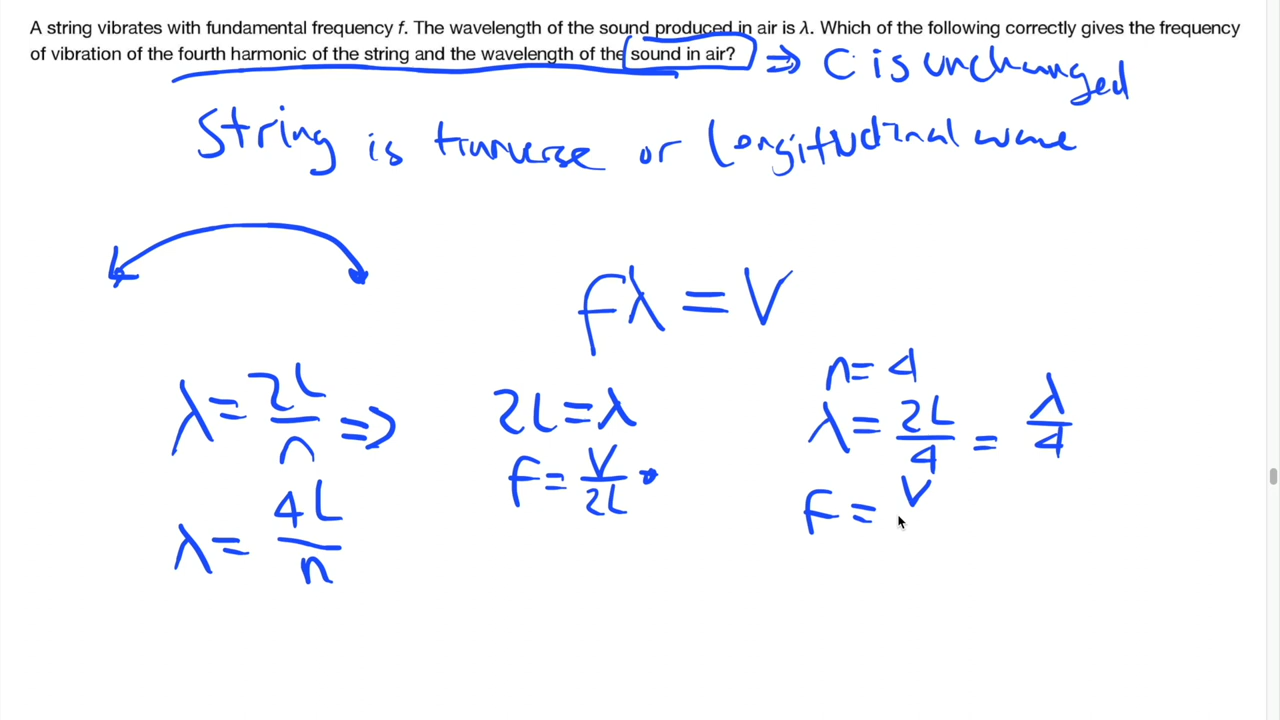 A string vibrates with fundamental frequency f. The wavelength of the sound produced in air is λ. Which of the following correctly gives the frequency
of vibration of the fourth harmonic of the string and the wavelength of the sound in air?
⇒ C is unchanged
String is tranverse or longitudinal wave
fλ = V
λ = 2L/n ⇒
2L = λ
n = 4
λ = 2L/4 = λ/4
f = V/2L
λ = 4L/n
F = V